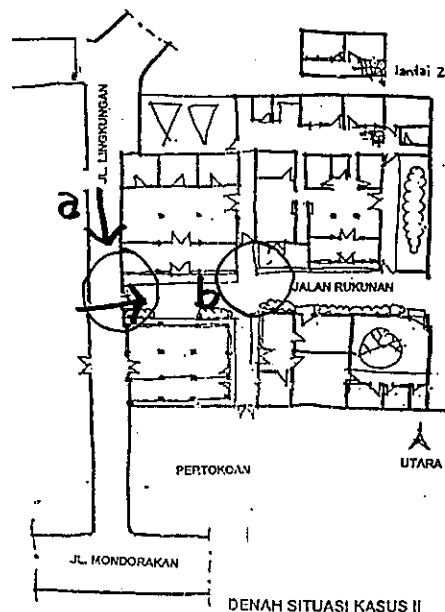 lantai 2
JL. LINGKUNGAN
a
b
JALAN RUKUNAN
UTARA
PERTOKOAN
JL. MONDORAKAN
DENAH SITUASI KASUS II